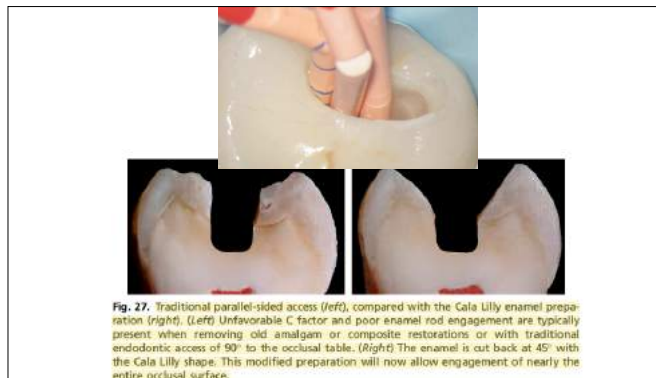 Fig. 27. Traditional parallel-sided access (left), compared with the Cala Lilly enamel prepa-
ration (right). (Left) Unfavorable C factor and poor enamel rod engagement are typically
present when removing old amalgam or composite restorations or with traditional
endodontic access of 90° to the occlusal table. (Right) The enamel is cut back at 45° with
the Cala Lilly shape. This modified preparation will now allow engagement of nearly the
entire occlusal surface.